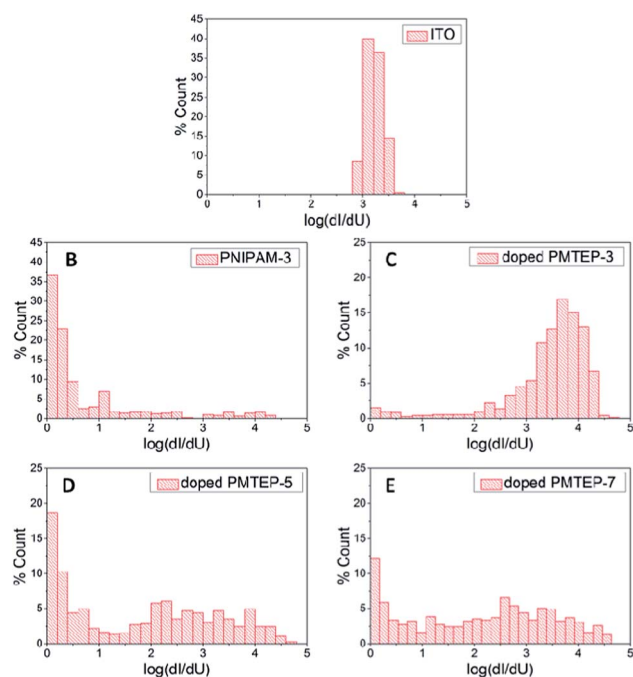 ITO
% Count
45
40
35
30
25
20
15
10
5
0
0 1 2 3 4 5
log(dI/dU)
B
PNIPAM-3
% Count
45
40
35
30
25
20
15
10
5
0
0 1 2 3 4 5
log(dI/dU)
C
doped PMTEP-3
% Count
25
20
15
10
5
0
0 1 2 3 4 5
log(dI/dU)
D
doped PMTEP-5
% Count
25
20
15
10
5
0
0 1 2 3 4 5
log(dI/dU)
E
doped PMTEP-7
% Count
25
20
15
10
5
0
0 1 2 3 4 5
log(dI/dU)